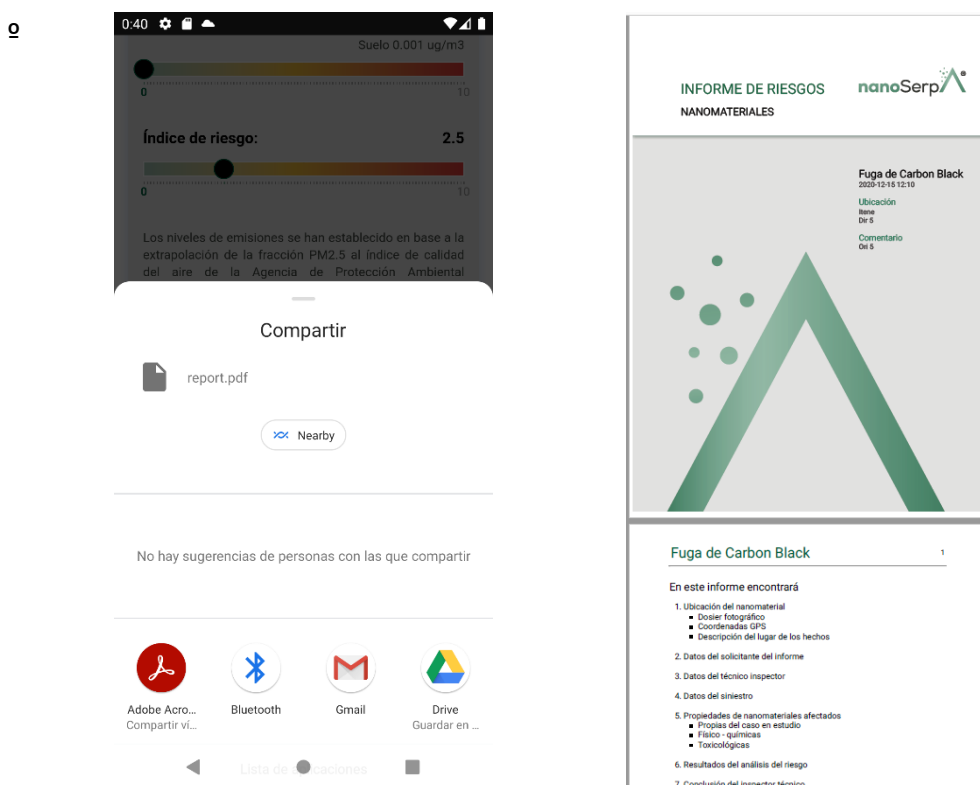 º
0:40
Suelo 0.001 ug/m3
0 10
Índice de riesgo: 2.5
0 10
Los niveles de emisiones se han establecido en base a la
extrapolación de la fracción PM2.5 al índice de calidad
del aire de la Agencia de Protección Ambiental
Compartir
report.pdf
Nearby
No hay sugerencias de personas con las que compartir
Adobe Acro...
Compartir ví...
Bluetooth
Gmail
Drive
Guardar en ...
Lista de aplicaciones
INFORME DE RIESGOS
NANOMATERIALES
nanoSerpA®
Fuga de Carbon Black
2020-12-15 12:10
Ubicación
Itene
Dir 5
Comentario
Ori 5
Fuga de Carbon Black 1
En este informe encontrará
1. Ubicación del nanomaterial
■ Dosier fotográfico
■ Coordenadas GPS
■ Descripción del lugar de los hechos
2. Datos del solicitante del informe
3. Datos del técnico inspector
4. Datos del siniestro
5. Propiedades de nanomateriales afectados
■ Propias del caso en estudio
■ Físico - químicas
■ Toxicológicas
6. Resultados del análisis del riesgo
7. Conclusión del inspector técnico